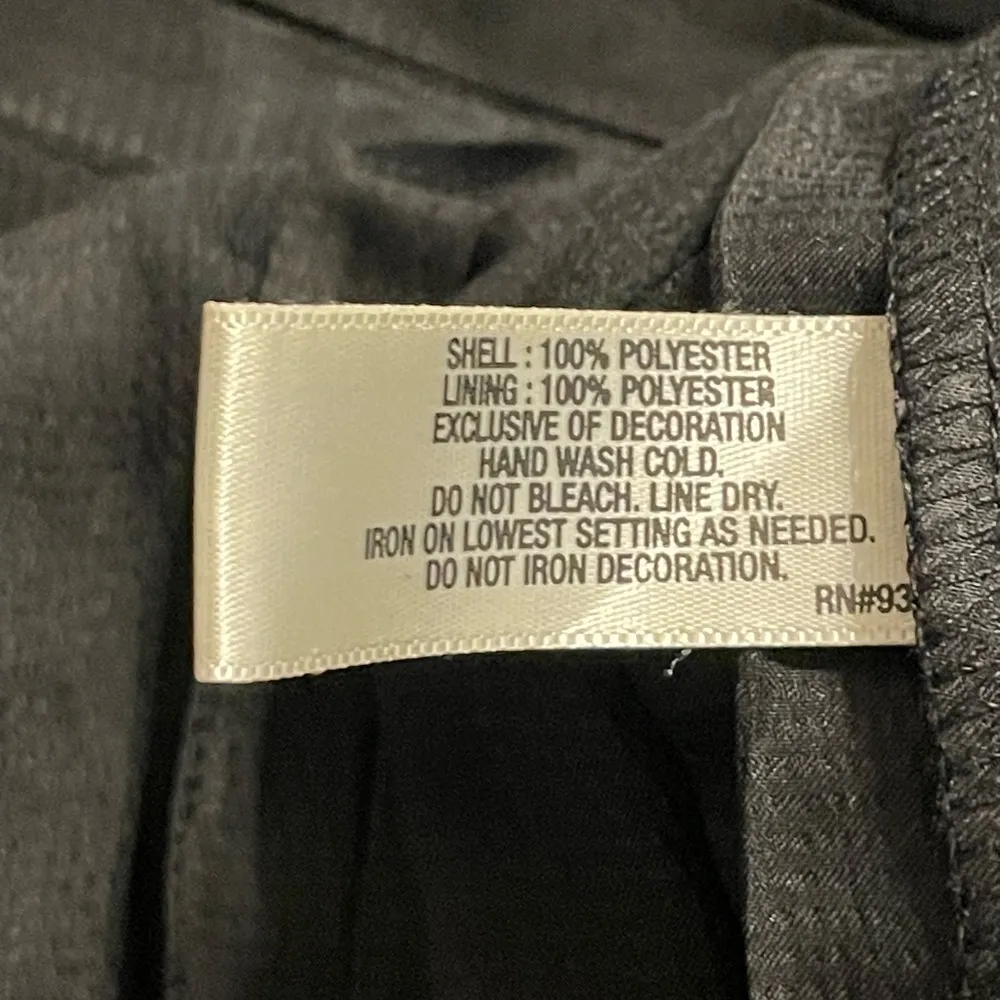 SHELL : 100% POLYESTER
LINING : 100% POLYESTER
EXCLUSIVE OF DECORATION
HAND WASH COLD.
DO NOT BLEACH. LINE DRY.
IRON ON LOWEST SETTING AS NEEDED.
DO NOT IRON DECORATION.
RN#93